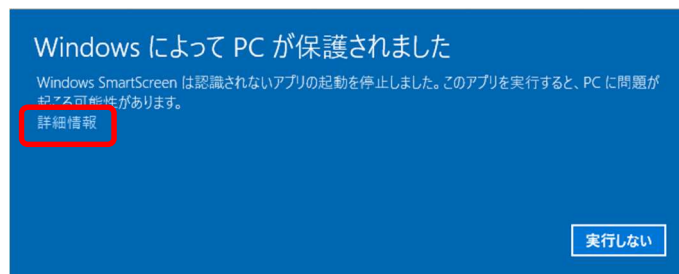 Windows によって PC が保護されました
Windows SmartScreen は認識されないアプリの起動を停止しました。このアプリを実行すると、PC に問題が
起こる可能性があります。
詳細情報
実行しない